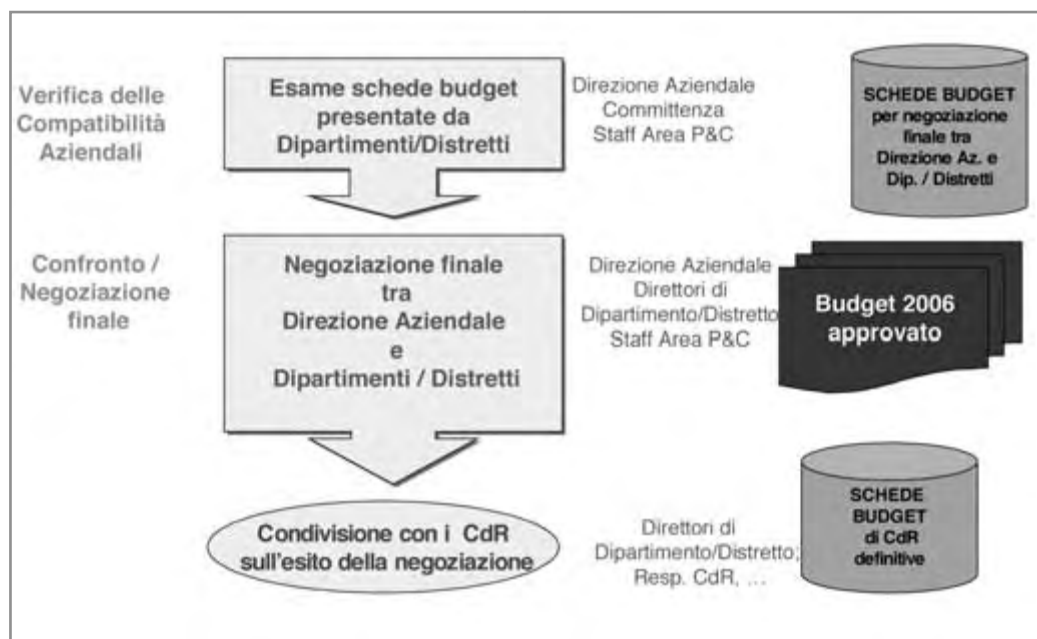 Verifica delle
Compatibilità
Aziendali
Esame schede budget
presentate da
Dipartimenti/Distretti
Direzione Aziendale
Committenza
Staff Area P&C
SCHEDE BUDGET
per negoziazione
finale tra
Direzione Az. e
Dip. / Distretti
Confronto /
Negoziazione
finale
Negoziazione finale
tra
Direzione Aziendale
e
Dipartimenti / Distretti
Direzione Aziendale
Direttori di
Dipartimento/Distretto
Staff Area P&C
Budget 2006
approvato
Condivisione con i CdR
sull'esito della negoziazione
Direttori di
Dipartimento/Distretto,
Resp. CdR, …
SCHEDE
BUDGET
di CdR
definitive